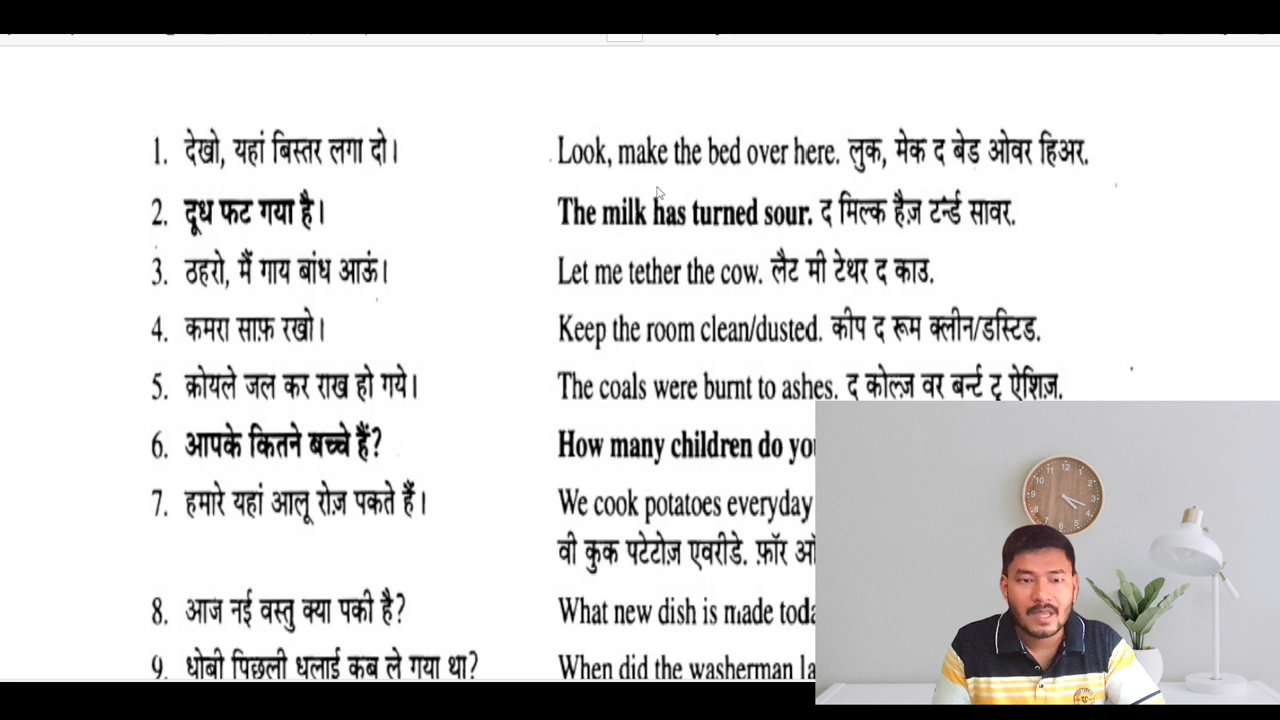 1. देखो, यहां बिस्तर लगा दो। Look, make the bed over here. लुक, मेक द बेड ओवर हिअर.
2. दूध फट गया है। The milk has turned sour. द मिल्क हैज़ टर्न्ड सावर.
3. ठहरो, मैं गाय बांध आऊं। Let me tether the cow. लैट मी टेथर द काउ.
4. कमरा साफ़ रखो। Keep the room clean/dusted. कीप द रूम क्लीन/डस्टिड.
5. क़ोयले जल कर राख हो गये। The coals were burnt to ashes. द कोल्ज़ वर बर्न्ट टू ऐशिज़.
6. आपके कितने बच्चे हैं? How many children do
7. हमारे यहां आलू रोज़ पकते हैं। We cook potatoes everyday
वी कुक पटेटोज़ एवरीडे. फ़ॉर
8. आज नई वस्तु क्या पकी है? What new dish is made
9. धोबी पिछली धुलाई कब ले गया था? When did the washerman